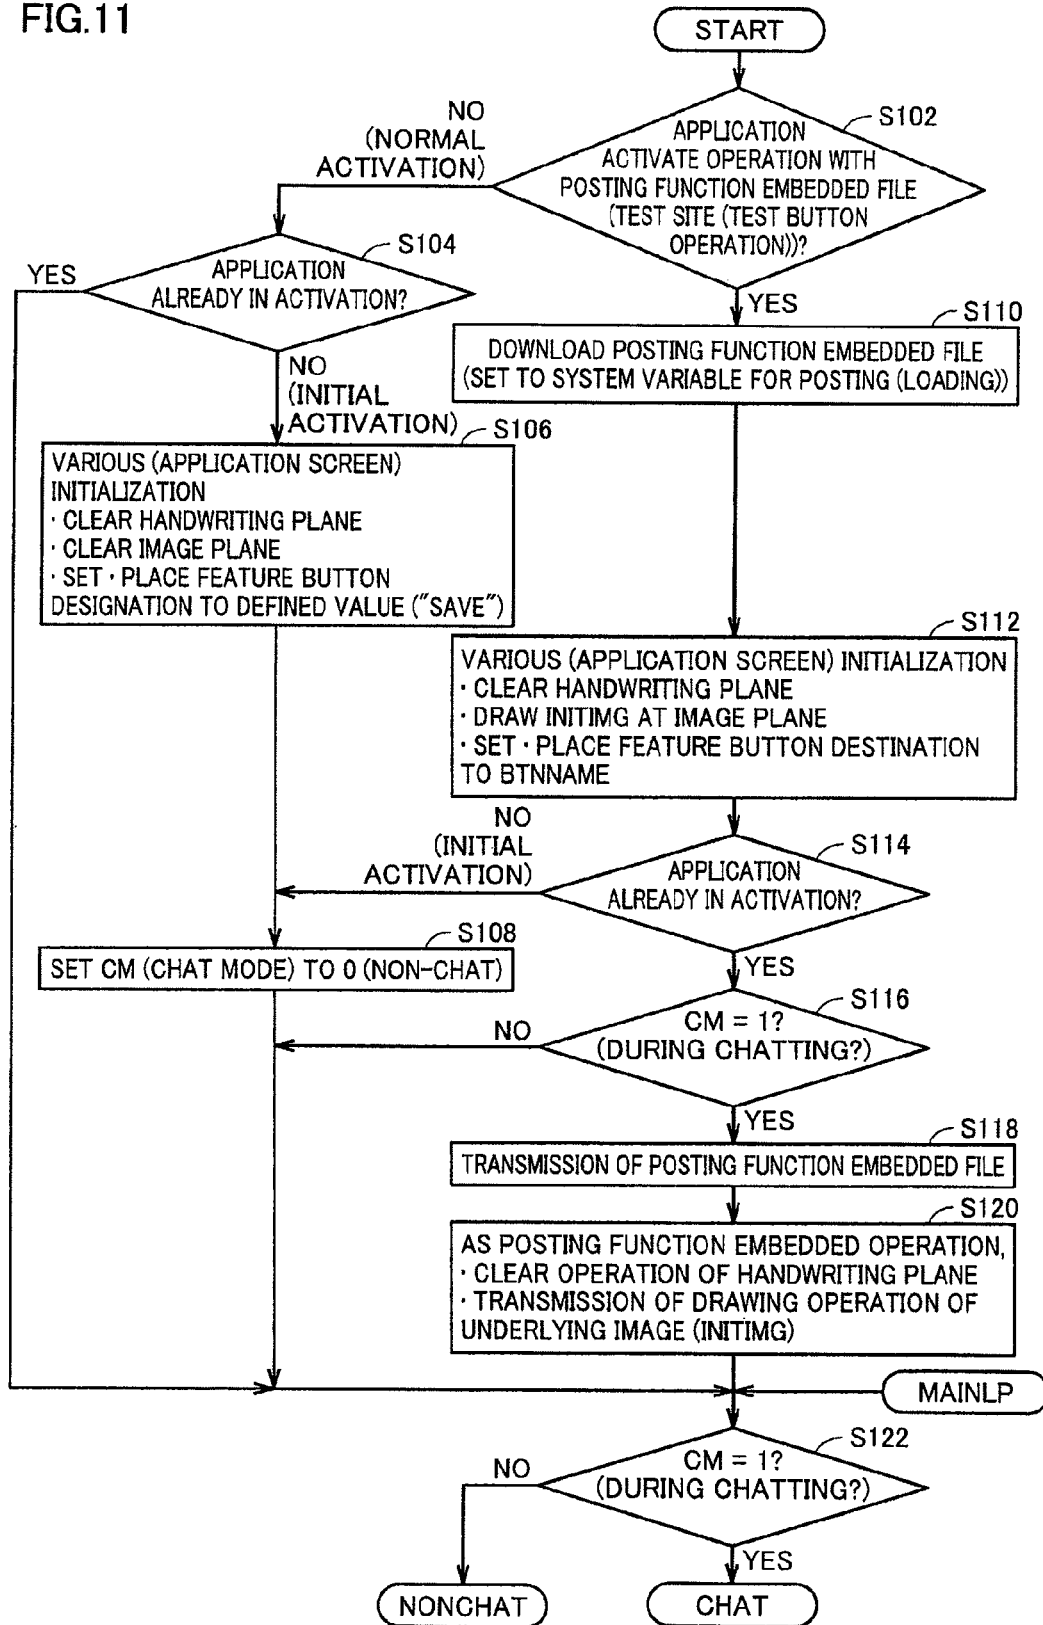 FIG.11
START
S102
APPLICATION
ACTIVATE OPERATION WITH
POSTING FUNCTION EMBEDDED FILE
(TEST SITE (TEST BUTTON
OPERATION))?
NO
(NORMAL
ACTIVATION)
S104
YES
APPLICATION
ALREADY IN ACTIVATION?
NO
(INITIAL
ACTIVATION)
YES
S110
DOWNLOAD POSTING FUNCTION EMBEDDED FILE
(SET TO SYSTEM VARIABLE FOR POSTING (LOADING))
S106
VARIOUS (APPLICATION SCREEN)
INITIALIZATION
· CLEAR HANDWRITING PLANE
· CLEAR IMAGE PLANE
· SET · PLACE FEATURE BUTTON
DESIGNATION TO DEFINED VALUE ("SAVE")
S112
VARIOUS (APPLICATION SCREEN) INITIALIZATION
· CLEAR HANDWRITING PLANE
· DRAW INITIMG AT IMAGE PLANE
· SET · PLACE FEATURE BUTTON DESTINATION
TO BTNNAME
NO
(INITIAL
ACTIVATION)
S114
APPLICATION
ALREADY IN ACTIVATION?
S108
SET CM (CHAT MODE) TO 0 (NON-CHAT)
YES
S116
NO
CM = 1?
(DURING CHATTING?)
YES
S118
TRANSMISSION OF POSTING FUNCTION EMBEDDED FILE
S120
AS POSTING FUNCTION EMBEDDED OPERATION,
· CLEAR OPERATION OF HANDWRITING PLANE
· TRANSMISSION OF DRAWING OPERATION OF
UNDERLYING IMAGE (INITIMG)
MAINLP
S122
NO
CM = 1?
(DURING CHATTING?)
YES
NONCHAT
CHAT